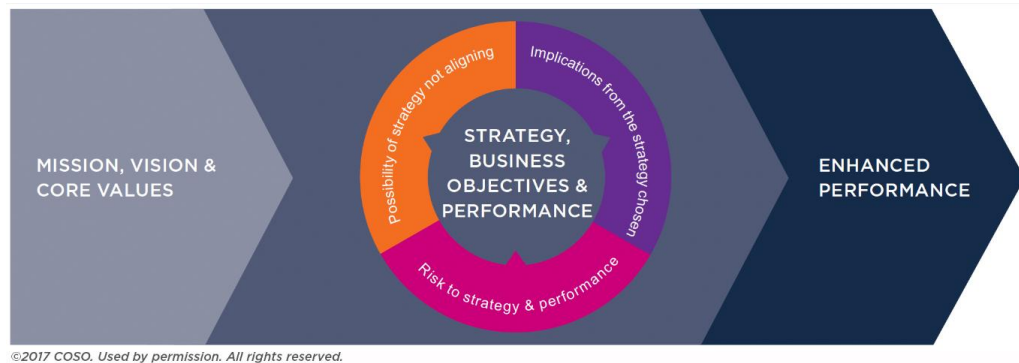 MISSION, VISION &
CORE VALUES
Possibility of strategy not aligning
Implications from the strategy chosen
STRATEGY,
BUSINESS
OBJECTIVES &
PERFORMANCE
Risk to strategy & performance
ENHANCED
PERFORMANCE
©2017 COSO. Used by permission. All rights reserved.